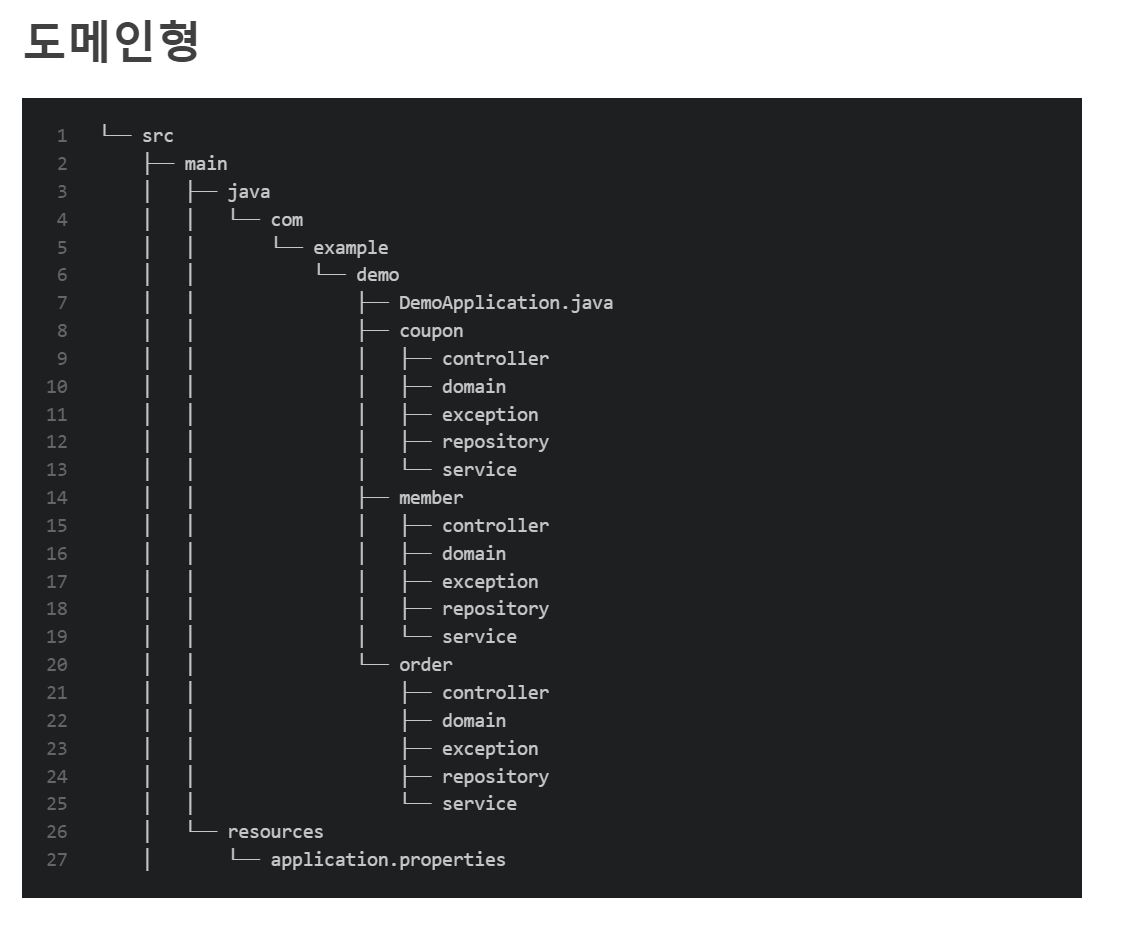 도메인형
1 └── src
2     ├── main
3     │   ├── java
4     │   │   └── com
5     │   │       └── example
6     │   │           └── demo
7     │   │               ├── DemoApplication.java
8     │   │               ├── coupon
9     │   │               │   ├── controller
10     │   │               │   ├── domain
11     │   │               │   ├── exception
12     │   │               │   ├── repository
13     │   │               │   └── service
14     │   │               ├── member
15     │   │               │   ├── controller
16     │   │               │   ├── domain
17     │   │               │   ├── exception
18     │   │               │   ├── repository
19     │   │               │   └── service
20     │   │               └── order
21     │   │                   ├── controller
22     │   │                   ├── domain
23     │   │                   ├── exception
24     │   │                   ├── repository
25     │   │                   └── service
26     │   └── resources
27     │       └── application.properties